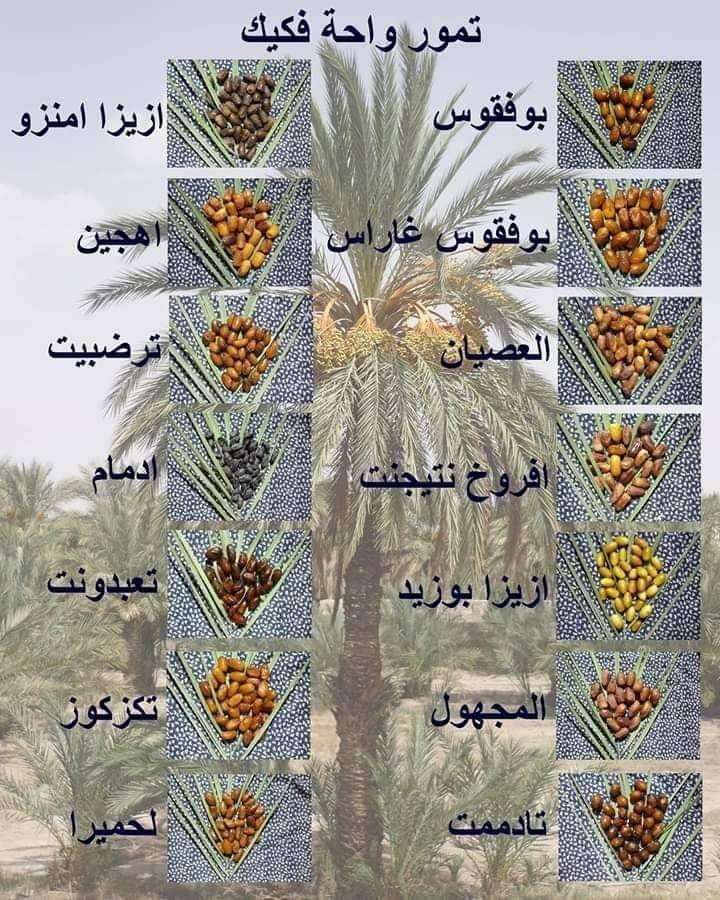 تمور واحة فكيك
بوفقوس
ازيزا امنزو
بوفقوس غاراس
اهجين
العصيان
ترضبيت
افروخ نتيجنت
ادمام
ازيزا بوزيد
تعبدونت
المجهول
تكزكوز
تادممت
لحميرا